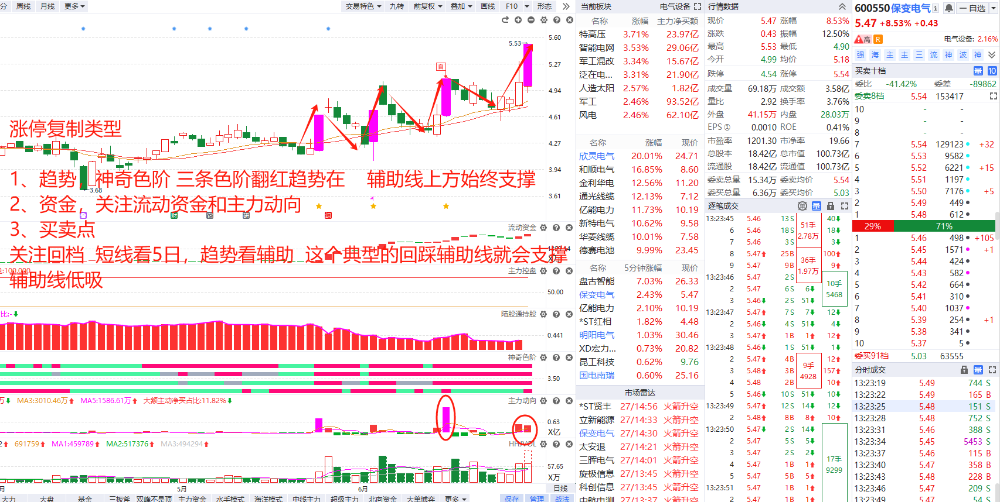 分 周线 月线 更多 交易特色 九转 前复权 叠加 画线 F10 形态
5.60
5.53
5.27
自
4.94
4.61
4.27
3.94
3.68
3.61
涨停复制类型
1、趋势，神奇色阶 三条色阶翻红趋势在 辅助线上方始终支撑
2、资金，关注流动资金和主力动向
3、买卖点
关注回档 短线看5日，趋势看辅助 这个典型的回踩辅助线就会支撑
辅助线低吸
财 组
流动资金
:100.000 主力控盘
50.00
比:- 陆股通持股
0.441
神奇色阶
3.50
万 MA3:3010.46万 MA5:1586.61万 大额主动净买占比:11.82% 主力动向
0.63
X亿
2 691759 MA1:459789 MA2:517376 MA3:494294 HHJVOL
57.65
X万
月 5月 6月 日线
大力 大盘 基金 三板斧 双峰不是顶 主力资金 水手模式 海洋模式 中线主力 超级主力 北向资金 大单博弈 更多 保存 管理 战法
当前板块 电气设备
名称 涨幅 主力净买额
特高压 3.71% 23.97亿
智能电网 3.53% 29.06亿
军工混改 3.34% 15.67亿
泛在电... 3.31% 21.90亿
人造太阳 2.57% 1.82亿
军工 2.46% 93.52亿
风电 2.46% 62.10亿
名称 涨幅 现价
欣灵电气 20.01% 24.71
和顺电气 16.85% 8.60
金利华电 12.56% 11.20
通光线缆 12.13% 7.12
亿能电力 11.73% 10.19
新特电气 10.62% 9.58
华菱线缆 10.01% 7.58
德赛电池 9.99% 23.45
名称 5分钟涨幅 现价
盘古智能 7.03% 26.33
保变电气 2.43% 5.47
亿能电力 2.10% 10.19
*ST红相 1.82% 4.48
明阳电气 1.03% 30.46
XD宏力... 0.73% 20.82
昆工科技 0.62% 9.76
国电南瑞 0.60% 25.16
市场雷达
*ST贤丰 27/14:56 火箭升空
立新能源 27/14:33 火箭升空
保变电气 27/14:30 火箭升空
太安退 27/14:21 火箭升空
三晖电气 27/14:01 火箭升空
旋极信息 27/13:45 火箭升空
科创信息 27/13:45 火箭升空
中航电测 27/13:37 火箭升空
行情数据
现价 5.47 涨幅 8.53%
涨跌 0.43 振幅 12.50%
最高 5.53 最低 4.90
今开 4.99 均价 5.18
跌停 4.54 涨停 5.54
成交量 69.18万 成交额 3.58亿
量比 2.92 换手率 3.76%
外盘 41.15万 内盘 28.03万
EPS① 0.0010 ROE 0.41%
市盈率 1201.30 市净率 19.66
总股本 18.42亿 总市值 100.73亿
流通股 18.42亿 流通值 100.73亿
委卖总量 15.34万 委卖均价 5.54
委买总量 6.36万 委买均价 5.03
逐笔成交 单 量
13:23:45 5.46 13 S 40
6 5.46 18 S 18
7 5.46 3 S 3
8 5.47 25 B 100
9 5.47 9 B 9
13:23:46 5.47 2 S
2 5.47 6 S 6
3 5.46 2 S 51
13:23:47 5.47 7 S 7 12
2 5.46 4 S 51 4
3 5.47 1 B 1 12
13:23:48 5.46 1 S 51 1
2 5.47 4 B 12
3 5.48 3 B 157
4 5.48 2 B 10
5 5.46 10 S 51 10
13:23:49 5.47 12 S 14 12
2 5.48 8 B 8 10
13:23:50 5.47 2 S 14
2 5.47 5 S 5
3 5.47 2 S 2
4 5.47 1 B 1
5 5.47 5 B 5
13:23:51 5.47 1 B 1
2 5.47 2 B
51手
2.78万
36手
1.97万
10手
5468
9手
4928
17手
9299
600550 保变电气 自选
5.47 +8.53% +0.43
高 R 电气设备: 2.16%
强 海 主 主 三 流 神 波 神
买卖十档 量 10
委比 -41.42% 委差 -89862
委卖8档 5.54 153417
10 - -
9 - -
8 - -
7 5.54 129123 +32
6 5.53 9582
5 5.52 6221 +15
4 5.51 1197
3 5.50 7176 +5
2 5.49 449
1 5.48 612
29% 71%
1 5.46 498 +105
2 5.45 1571 +1
3 5.44 424
4 5.43 582
5 5.42 664
6 5.41 310
7 5.40 1037
8 5.39 254 +1
9 5.38 341
10 5.37 5
委买91档 5.03 63555
分时成交 量
13:23:19 5.49 744 S
13:23:22 5.49 165 B
13:23:25 5.48 151 S
13:23:28 5.48 752 S
13:23:31 5.46 388 S
13:23:34 5.45 5453 S
13:23:37 5.46 115 B
13:23:40 5.47 358 B
13:23:43 5.48 228 B
13:23:46 5.47 209 S
13:23:49 5.47 54 S